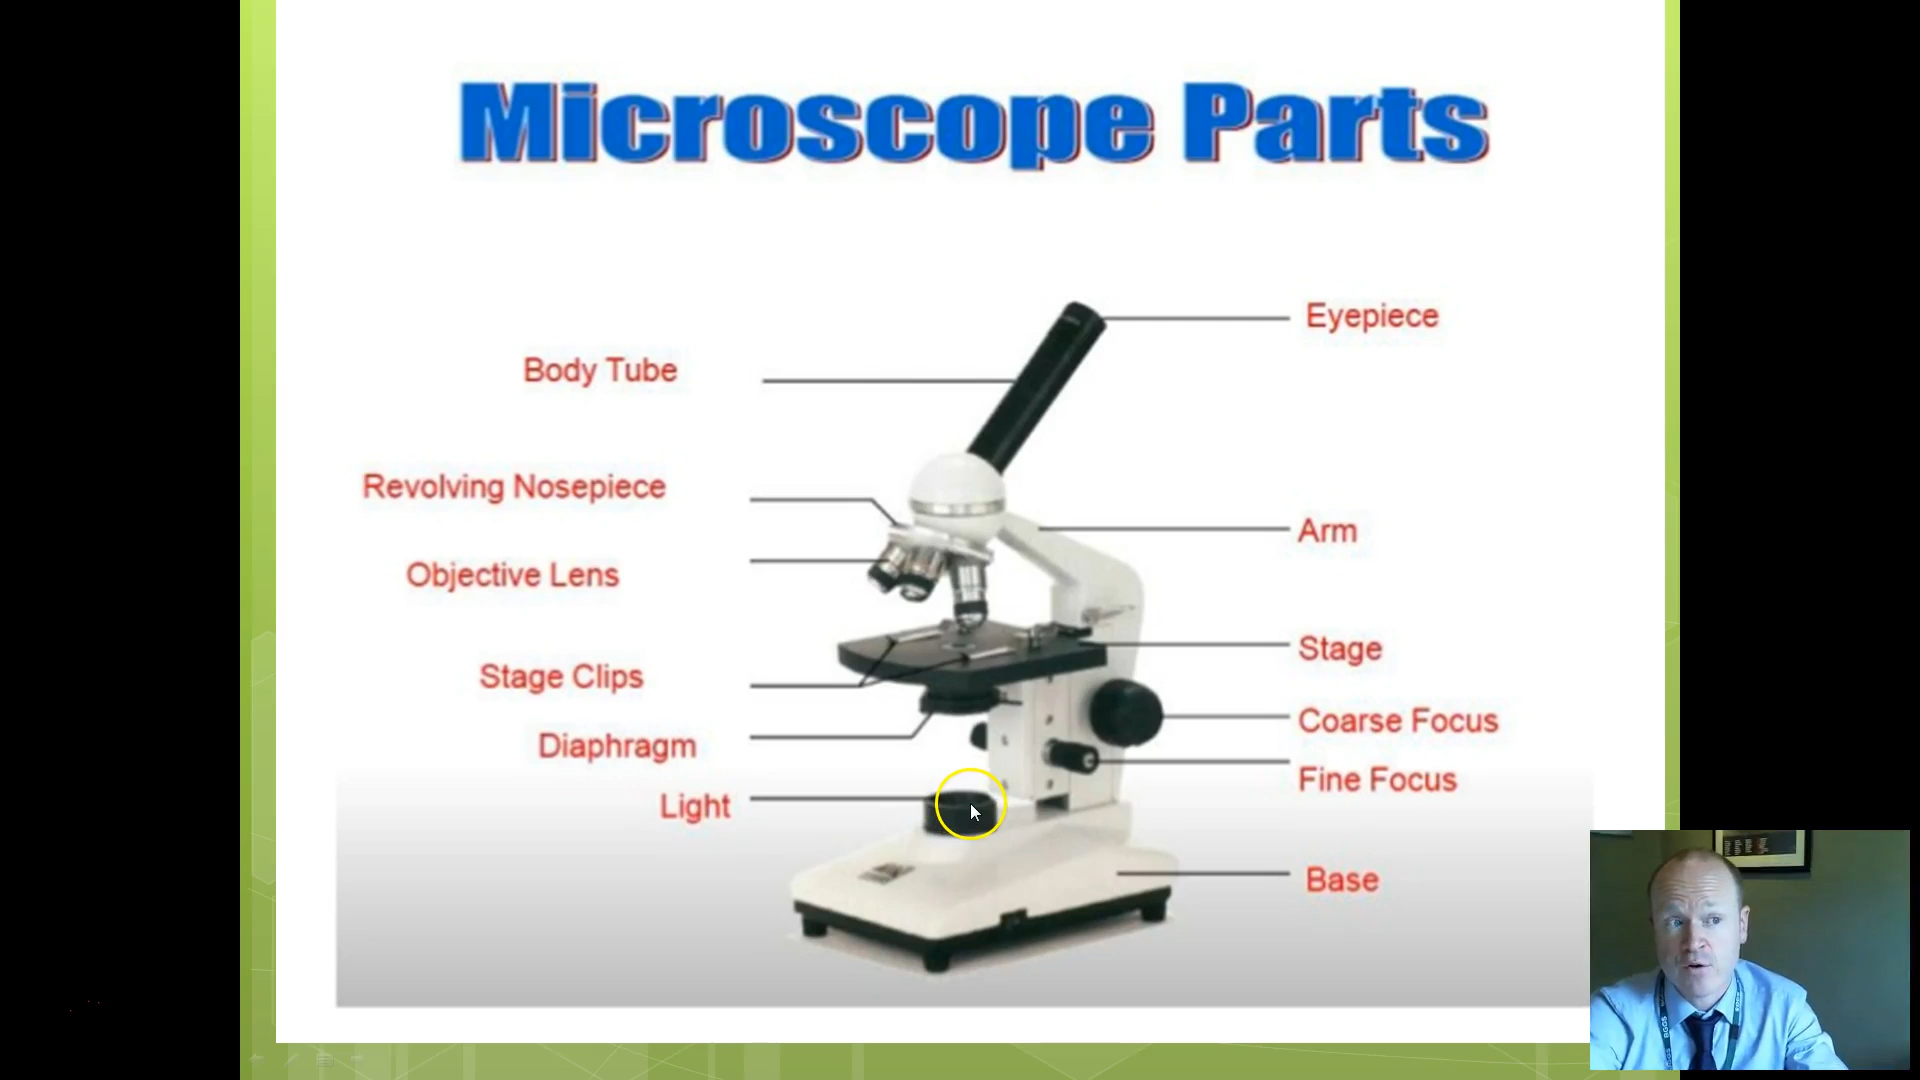 Microscope Parts
Eyepiece
Body Tube
Revolving Nosepiece
Arm
Objective Lens
Stage
Stage Clips
Coarse Focus
Diaphragm
Fine Focus
Light
Base